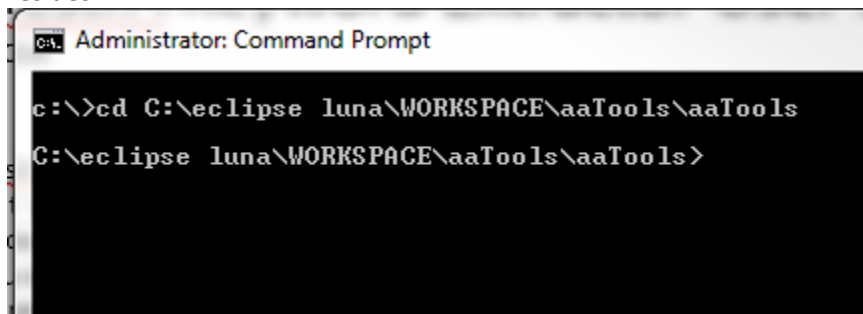 Administrator: Command Prompt
c:\>cd C:\eclipse luna\WORKSPACE\aaTools\aaTools
C:\eclipse luna\WORKSPACE\aaTools\aaTools>